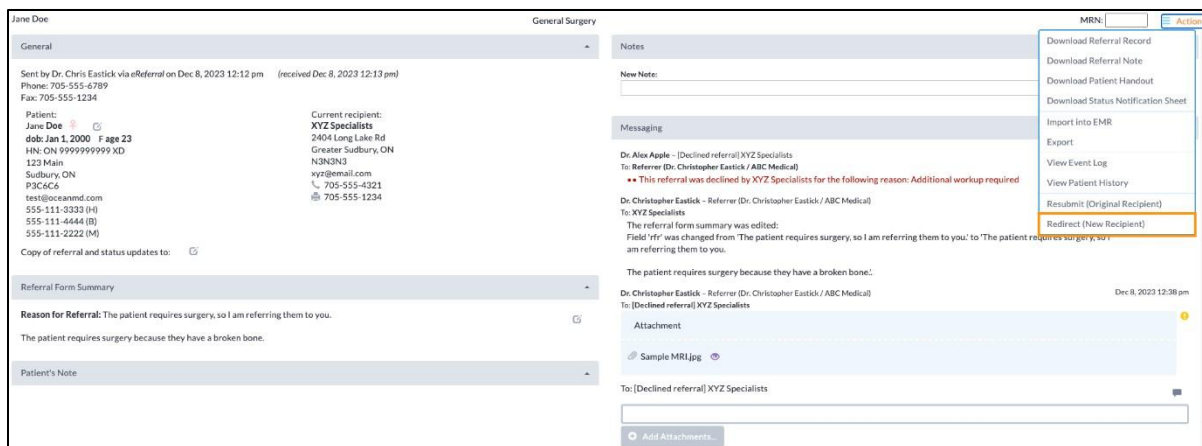 Jane Doe
General Surgery
MRN:
Action
General
Sent by Dr. Chris Eastick via eReferral on Dec 8, 2023 12:12 pm (received Dec 8, 2023 12:13 pm)
Phone: 705-555-6789
Fax: 705-555-1234
Patient:
Jane Doe
dob: Jan 1, 2000 F age 23
HN: ON 9999999999 XD
123 Main
Sudbury, ON
P3C6C6
test@oceanmd.com
555-111-3333 (H)
555-111-4444 (B)
555-111-2222 (M)
Current recipient:
XYZ Specialists
2404 Long Lake Rd
Greater Sudbury, ON
N3N3N3
xyz@email.com
705-555-4321
705-555-1234
Copy of referral and status updates to:
Referral Form Summary
Reason for Referral: The patient requires surgery, so I am referring them to you.
The patient requires surgery because they have a broken bone.
Patient's Note
Notes
New Note:
Messaging
Dr. Alex Apple – [Declined referral] XYZ Specialists
To: Referrer (Dr. Christopher Eastick / ABC Medical)
•• This referral was declined by XYZ Specialists for the following reason: Additional workup required
Dr. Christopher Eastick – Referrer (Dr. Christopher Eastick / ABC Medical)
To: XYZ Specialists
The referral form summary was edited:
Field 'rfr' was changed from 'The patient requires surgery, so I am referring them to you.' to 'The patient requires surgery, so I
am referring them to you.
The patient requires surgery because they have a broken bone.'.
Dr. Christopher Eastick – Referrer (Dr. Christopher Eastick / ABC Medical)
Dec 8, 2023 12:38 pm
To: [Declined referral] XYZ Specialists
Attachment
Sample MRI.jpg
To: [Declined referral] XYZ Specialists
Add Attachments...
Download Referral Record
Download Referral Note
Download Patient Handout
Download Status Notification Sheet
Import into EMR
Export
View Event Log
View Patient History
Resubmit (Original Recipient)
Redirect (New Recipient)